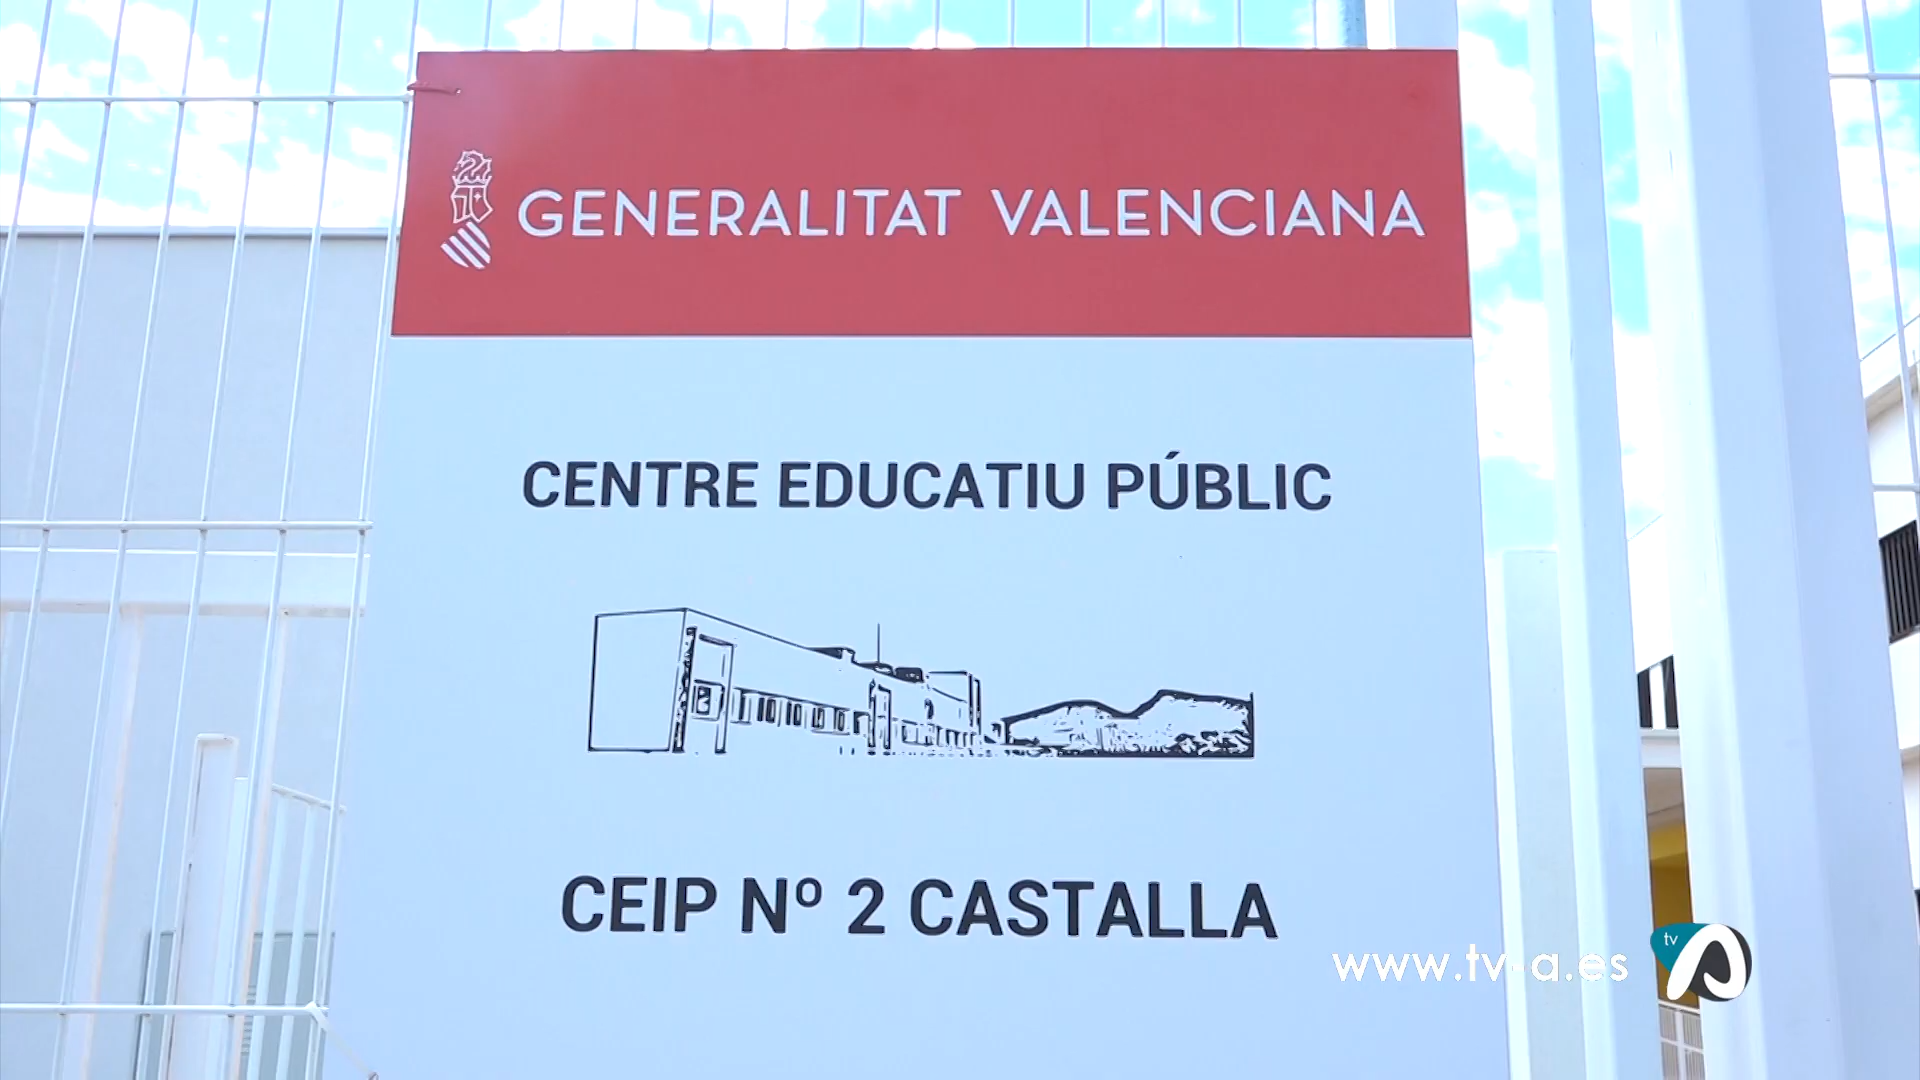 GENERALITAT VALENCIANA
CENTRE EDUCATIU PÚBLIC
CEIP Nº 2 CASTALLA
www.tv-a.es
tv